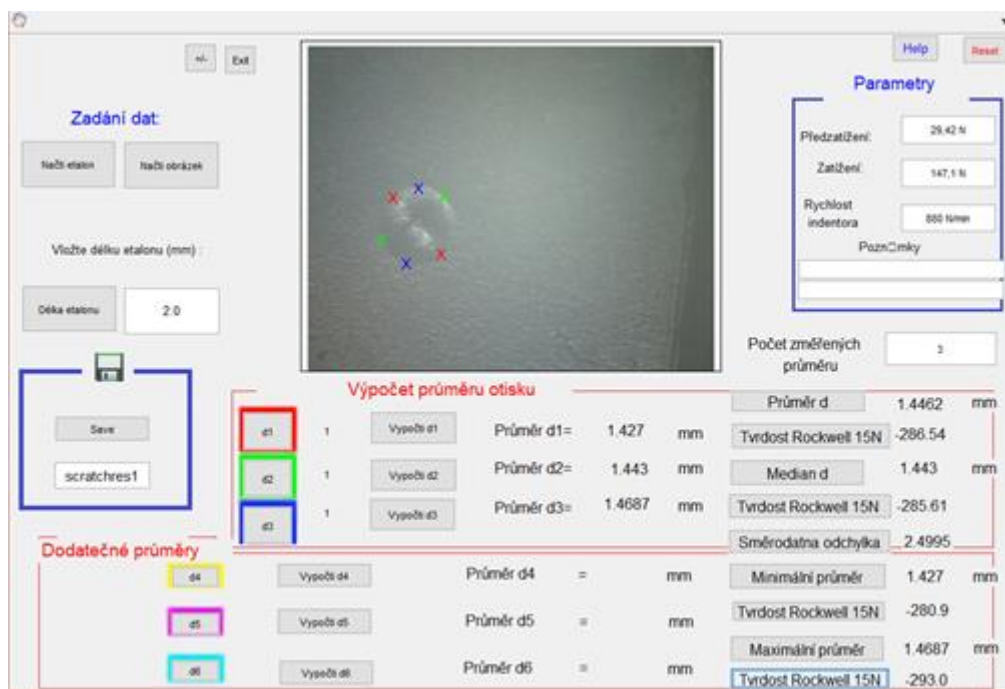 +/-
Exit
Help
Reset
Parametry
Zadání dat:
Načti etalon
Načti obrázek
Předzatížení:
29,42 N
Zatížení:
147,1 N
Rychlost
indentora
880 N/min
Pozn□mky
Vložte délku etalonu (mm) :
Délka etalonu
2.0
Počet změřených
průměru
3
Save
scratchres1
Výpočet průměru otisku
d1
1
Vypočti d1
Průměr d1=
1.427
mm
d2
1
Vypočti d2
Průměr d2=
1.443
mm
d3
1
Vypočti d3
Průměr d3=
1.4687
mm
Průměr d
1.4462
mm
Tvrdost Rockwell 15N
-286.54
Median d
1.443
mm
Tvrdost Rockwell 15N
-285.61
Směrodatna odchylka
2.4995
Dodatečné průměry
d4
Vypočti d4
Průměr d4
=
mm
d5
Vypočti d5
Průměr d5
=
mm
d6
Vypočti d6
Průměr d6
=
mm
Minimální průměr
1.427
mm
Tvrdost Rockwell 15N
-280.9
Maximální průměr
1.4687
mm
Tvrdost Rockwell 15N
-293.0